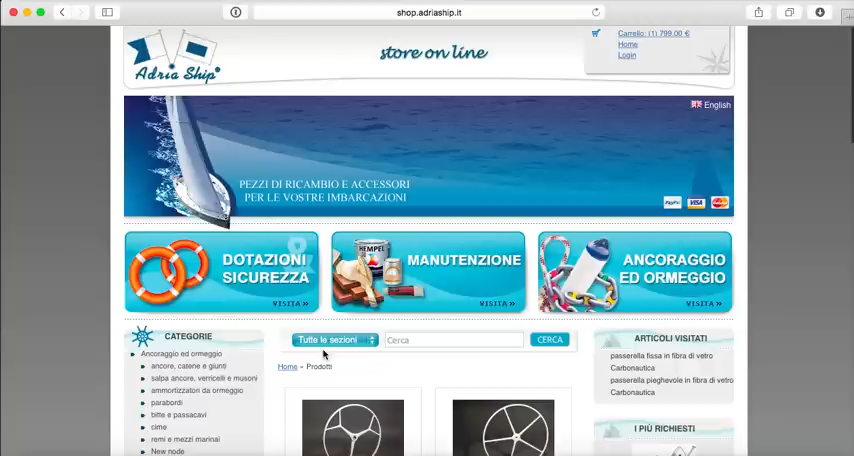 shop.adriaship.it
Adria Ship®
store on line
Carrello: (1) 799.00 €
Home
Login
English
PEZZI DI RICAMBIO E ACCESSORI
PER LE VOSTRE IMBARCAZIONI
PayPal
VISA
MasterCard
DOTAZIONI
& SICUREZZA
VISITA »
HEMPEL
MANUTENZIONE
VISITA »
ANCORAGGIO
ED ORMEGGIO
VISITA »
CATEGORIE
Ancoraggio ed ormeggio
ancore, catene e giunti
salpa ancore, verricelli e musoni
ammortizzatori da ormeggio
parabordi
bitte e passacavi
cime
remi e mezzi marinai
New node
Tutte le sezioni
Cerca
CERCA
Home » Prodotti
ARTICOLI VISITATI
passerella fissa in fibra di vetro
Carbonautica
passerella pieghevole in fibra di vetro
Carbonautica
I PIÙ RICHIESTI